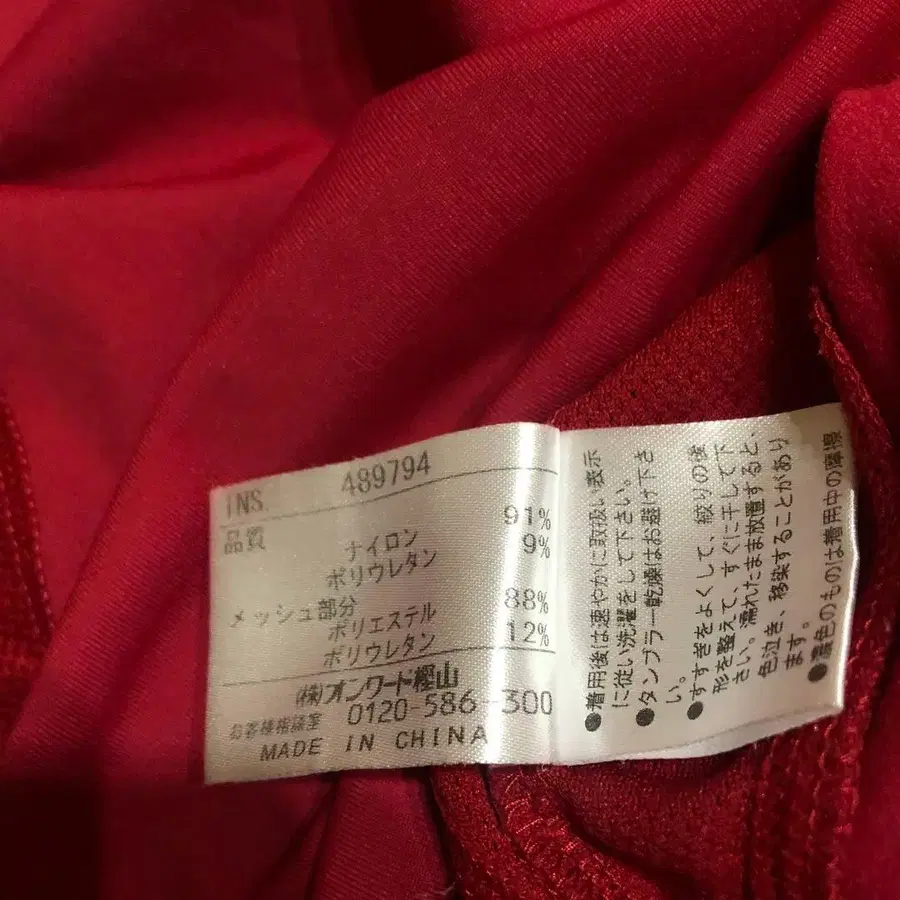 INS. 489794
品質
ナイロン 91%
ポリウレタン 9%
メッシュ部分
ポリエステル 88%
ポリウレタン 12%
(株)オンワード樫山
お客様相談室 0120-586-300
MADE IN CHINA
●着用後は速やかに取扱い表示
に従い洗濯をして下さい。
●タンブラー乾燥はお避け下さ
い。
●すすぎをよくして、絞りの後
形を整えて、すぐに干して下
さい。濡れたまま放置すると、
色泣き、移染することがあり
ます。
●濃色のものは着用中の摩擦